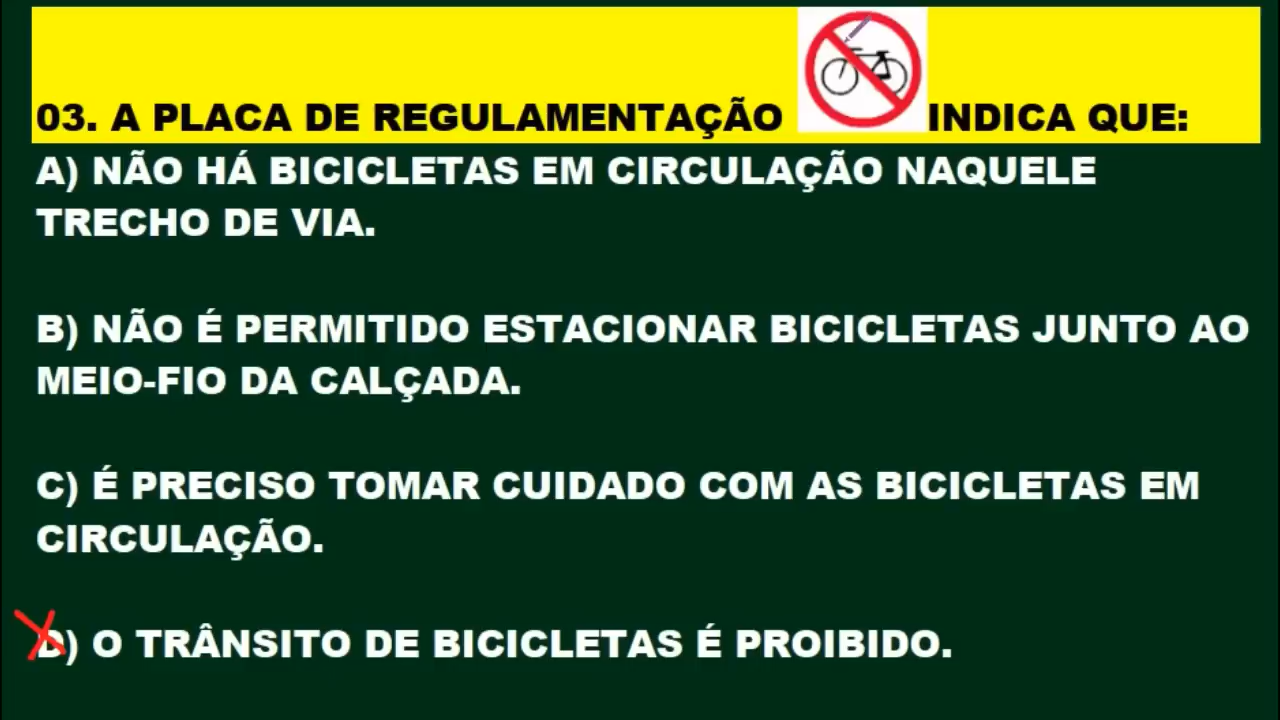 03. A PLACA DE REGULAMENTAÇÃO INDICA QUE:
A) NÃO HÁ BICICLETAS EM CIRCULAÇÃO NAQUELE
TRECHO DE VIA.
B) NÃO É PERMITIDO ESTACIONAR BICICLETAS JUNTO AO
MEIO-FIO DA CALÇADA.
C) É PRECISO TOMAR CUIDADO COM AS BICICLETAS EM
CIRCULAÇÃO.
D) O TRÂNSITO DE BICICLETAS É PROIBIDO.